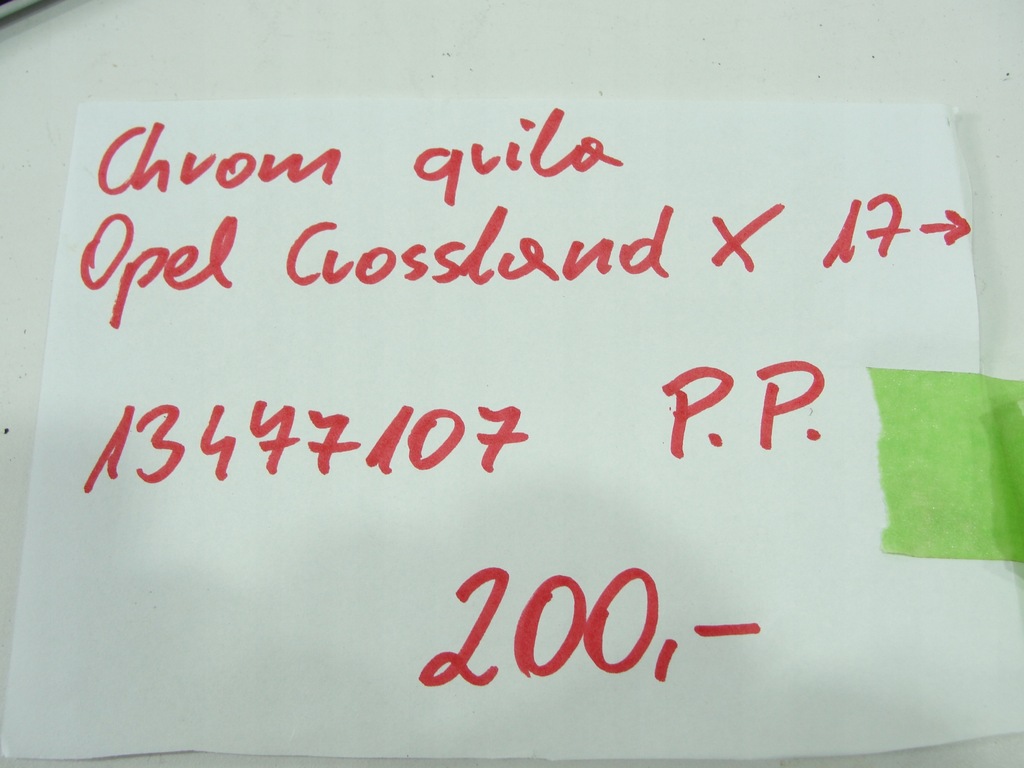 Chrom grila
Opel Crossland X 17→
13477107 P.P.
200,-